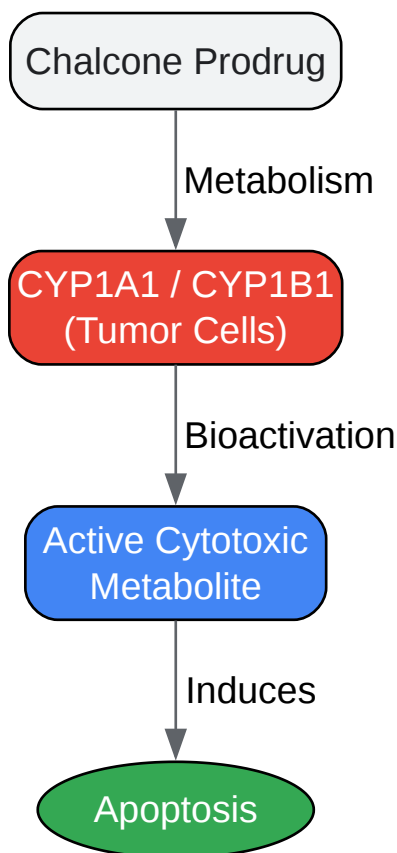 Chalcone Prodrug
Metabolism
CYP1A1 / CYP1B1
(Tumor Cells)
Bioactivation
Active Cytotoxic
Metabolite
Induces
Apoptosis